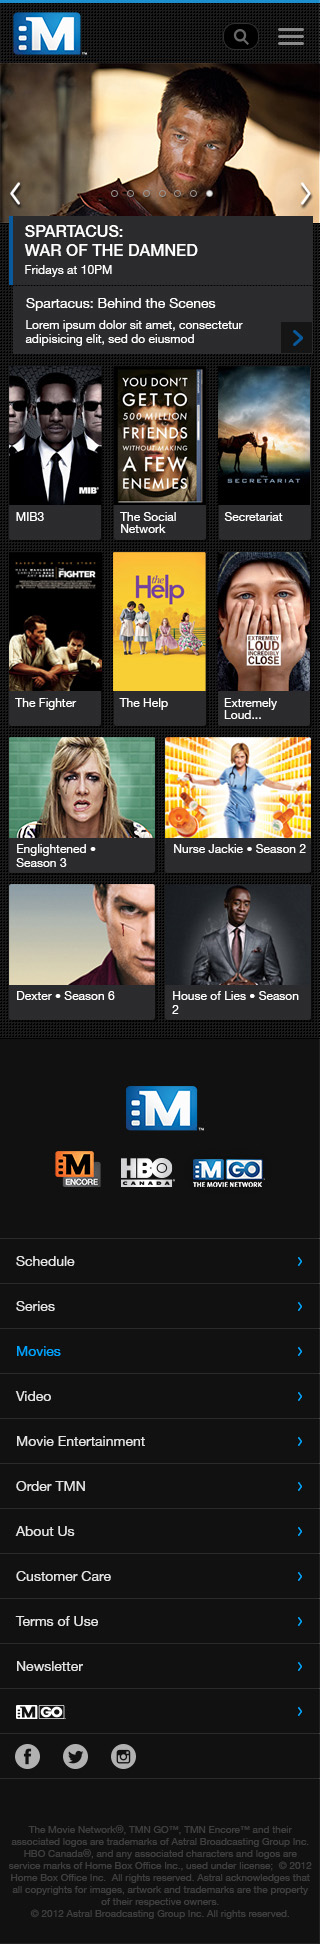 M™
SPARTACUS:
WAR OF THE DAMNED
Fridays at 10PM
Spartacus: Behind the Scenes
Lorem ipsum dolor sit amet, consectetur
adipisicing elit, sed do eiusmod
YOU DON'T
GET TO
500 MILLION
FRIENDS
WITHOUT MAKING
A FEW
ENEMIES
SECRETARIAT
MIB³
MIB3
The Social
Network
Secretariat
THE FIGHTER
the
Help
EXTREMELY
LOUD
INCREDIBLY
CLOSE
The Fighter
The Help
Extremely
Loud...
Englightened •
Season 3
Nurse Jackie • Season 2
Dexter • Season 6
House of Lies • Season
2
M™
M
ENCORE
HBO
CANADA
M GO
THE MOVIE NETWORK
Schedule
Series
Movies
Video
Movie Entertainment
Order TMN
About Us
Customer Care
Terms of Use
Newsletter
M GO
The Movie Network®, TMN GO™, TMN Encore™ and their
associated logos are trademarks of Astral Broadcasting Group Inc.
HBO Canada®, and any associated characters and logos are
service marks of Home Box Office Inc., used under license; © 2012
Home Box Office Inc. All rights reserved. Astral acknowledges that
all copyrights for images, artwork and trademarks are the property
of their respective owners.
© 2012 Astral Broadcasting Group Inc. All rights reserved.